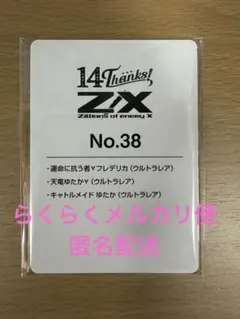 14 Thanks!
Z/X
Zillions of enemy X
No.38
・運命に抗う者∀フレデリカ（ウルトラレア）
・天竜ゆたか∀（ウルトラレア）
・キャトルメイド ゆたか（ウルトラレア）
らくらくメルカリ便
匿名配送